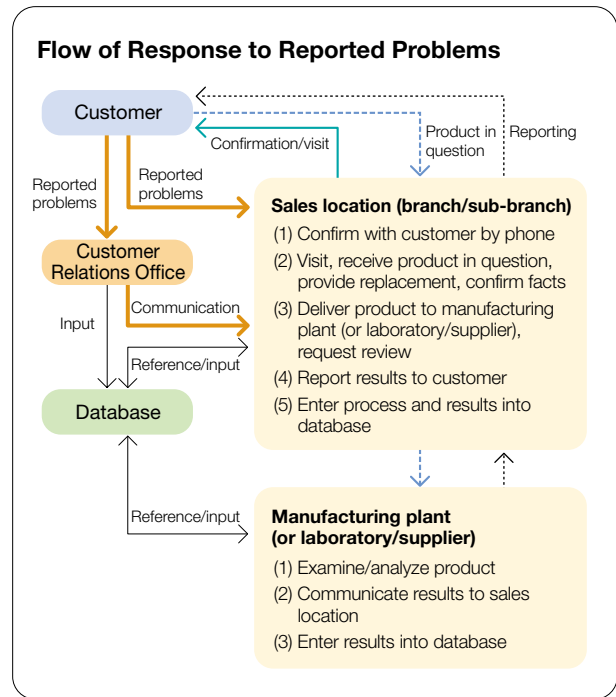 Flow of Response to Reported Problems
Customer
Confirmation/visit
Product in
question
Reporting
Reported
problems
Reported
problems
Sales location (branch/sub-branch)
(1) Confirm with customer by phone
(2) Visit, receive product in question,
provide replacement, confirm facts
(3) Deliver product to manufacturing
plant (or laboratory/supplier),
request review
(4) Report results to customer
(5) Enter process and results into
database
Customer
Relations Office
Communication
Input
Reference/input
Database
Reference/input
Manufacturing plant
(or laboratory/supplier)
(1) Examine/analyze product
(2) Communicate results to sales
location
(3) Enter results into database